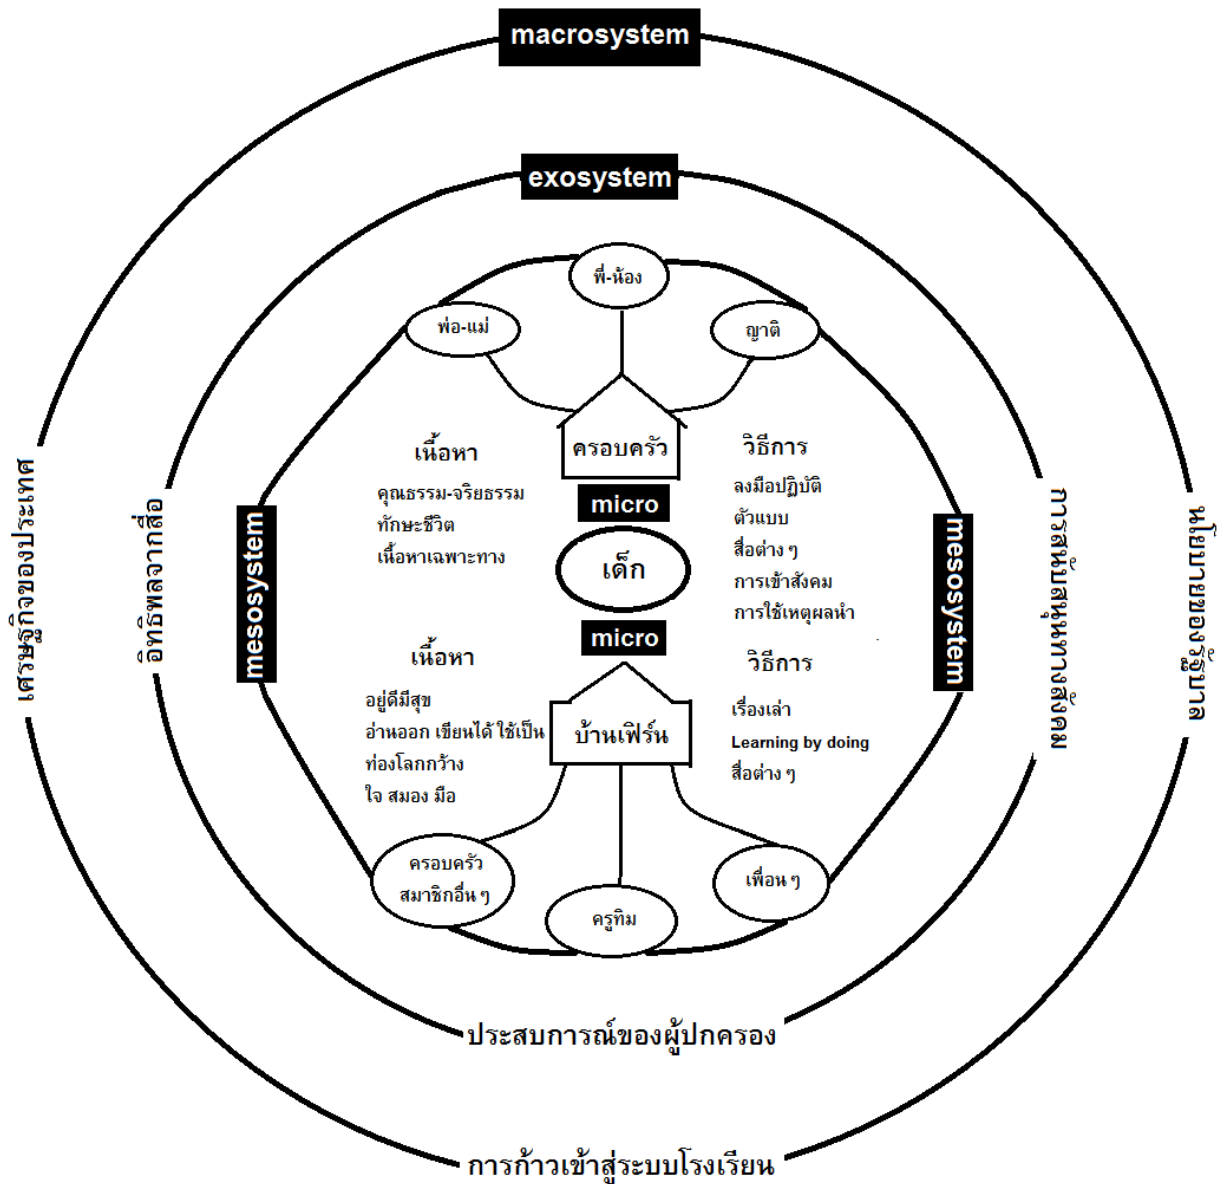 macrosystem
exosystem
พี่-น้อง
พ่อ-แม่
ญาติ
ครอบครัว
เนื้อหา
คุณธรรม-จริยธรรม
ทักษะชีวิต
เนื้อหาเฉพาะทาง
วิธีการ
ลงมือปฏิบัติ
ตัวแบบ
สื่อต่าง ๆ
การเข้าสังคม
การใช้เหตุผลนำ
micro
เด็ก
micro
mesosystem
mesosystem
เศรษฐกิจของประเทศ
อิทธิพลจากสื่อ
การสนับสนุนทางสังคม
นโยบายของรัฐบาล
เนื้อหา
อยู่ดีมีสุข
อ่านออก เขียนได้ ใช้เป็น
ท่องโลกกว้าง
ใจ สมอง มือ
บ้านเฟิร์น
วิธีการ
เรื่องเล่า
Learning by doing
สื่อต่าง ๆ
ครอบครัว
สมาชิกอื่น ๆ
ครูทิม
เพื่อน ๆ
ประสบการณ์ของผู้ปกครอง
การก้าวเข้าสู่ระบบโรงเรียน